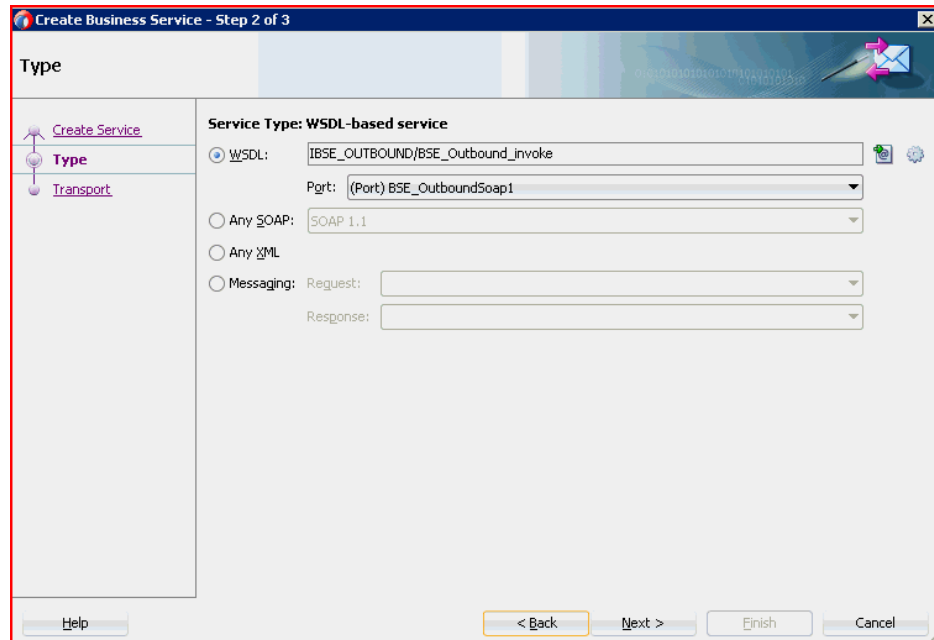 Create Business Service - Step 2 of 3
Type
Create Service
Type
Transport
Service Type: WSDL-based service
WSDL: IBSE_OUTBOUND/BSE_Outbound_invoke
Port: (Port) BSE_OutboundSoap1
Any SOAP: SOAP 1.1
Any XML
Messaging: Request:
Response:
Help < Back Next > Finish Cancel